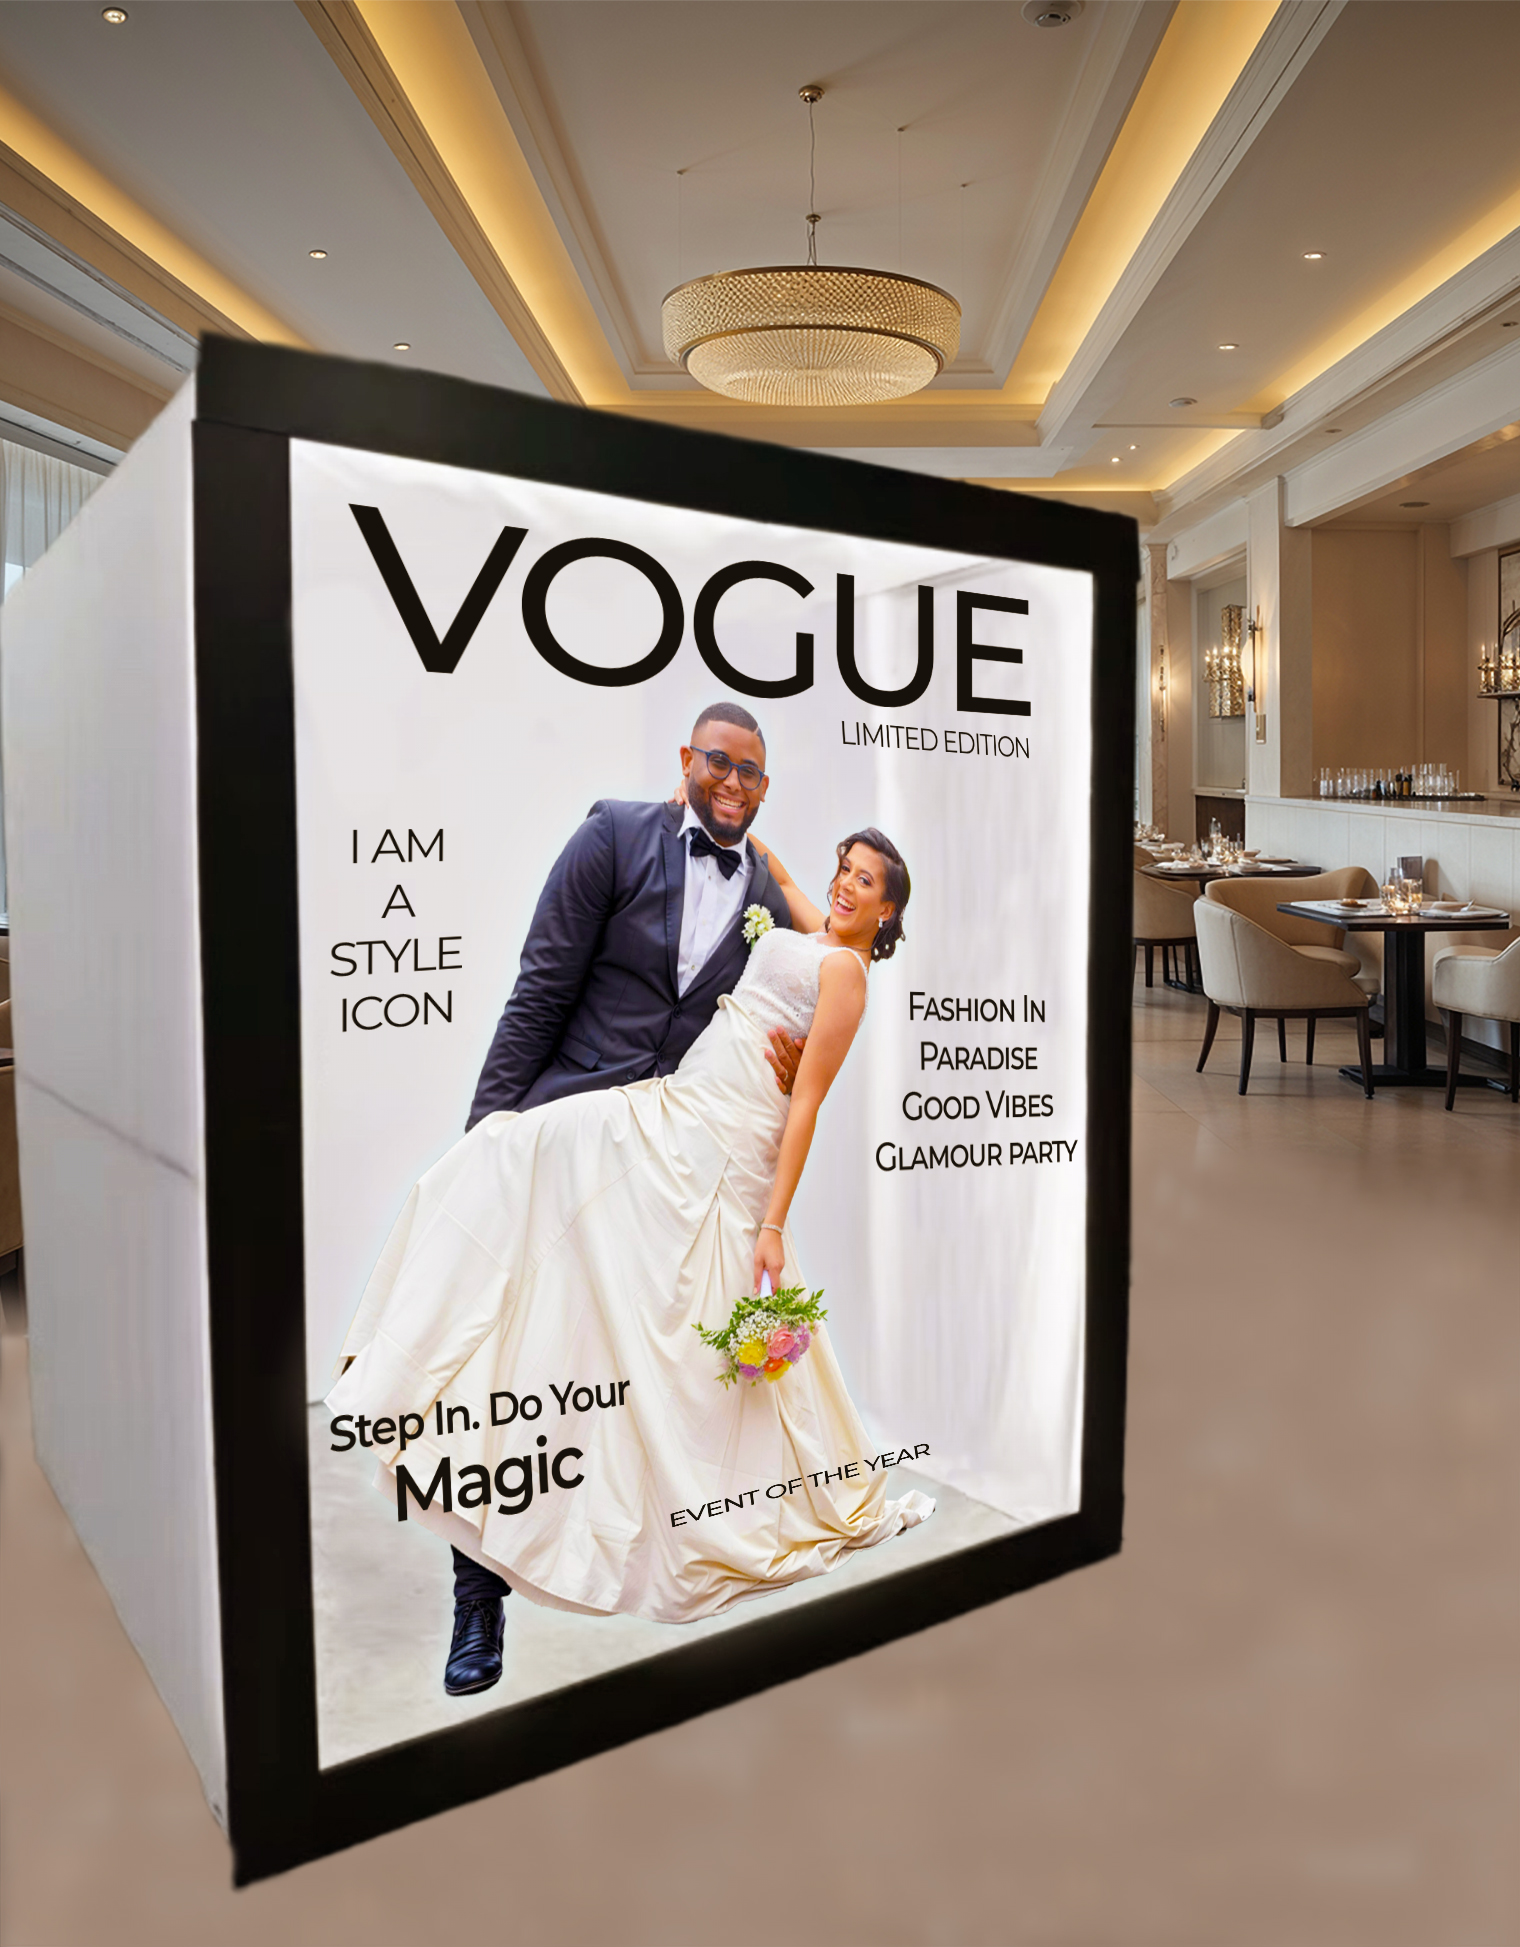 VOGUE
LIMITED EDITION
I AM
A
STYLE
ICON
FASHION IN
PARADISE
GOOD VIBES
GLAMOUR PARTY
Step In. Do Your
Magic
EVENT OF THE YEAR